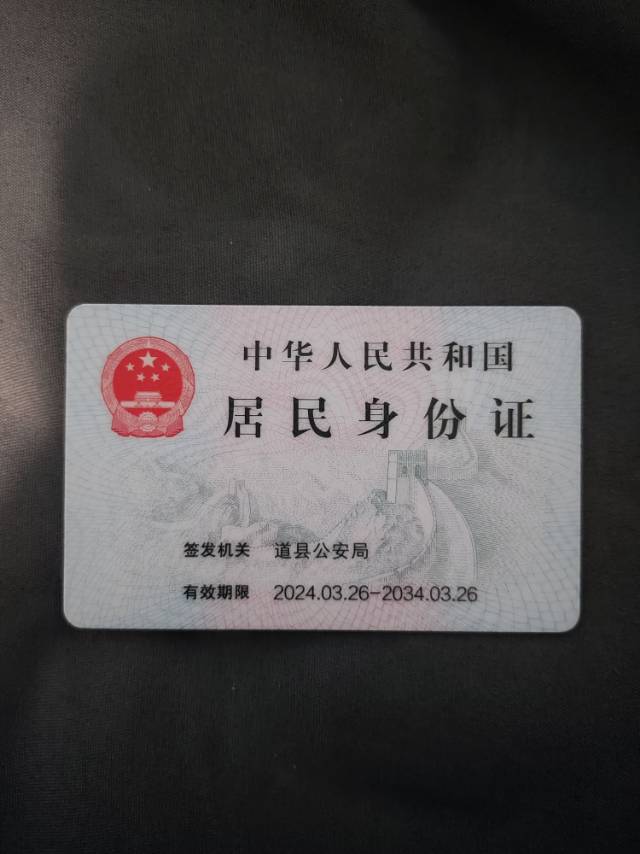 中华人民共和国
居民身份证
签发机关 道县公安局
有效期限 2024.03.26-2034.03.26